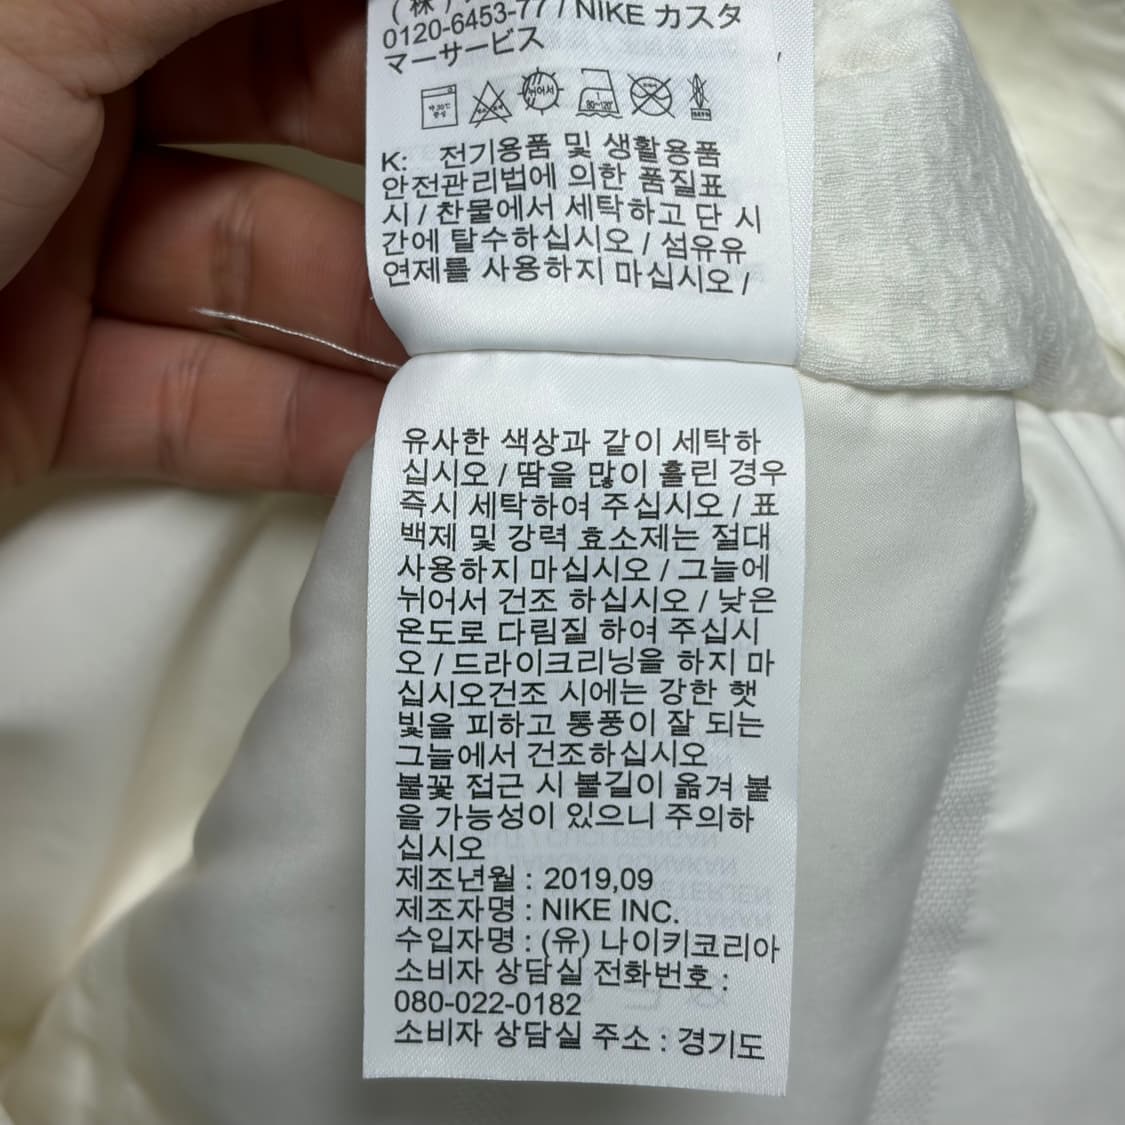 0120-6453-77 / NIKE カスタ
マーサービス
80~120°
K: 전기용품 및 생활용품
안전관리법에 의한 품질표
시 / 찬물에서 세탁하고 단 시
간에 탈수하십시오 / 섬유유
연제를 사용하지 마십시오 /
유사한 색상과 같이 세탁하
십시오 / 땀을 많이 흘린 경우
즉시 세탁하여 주십시오 / 표
백제 및 강력 효소제는 절대
사용하지 마십시오 / 그늘에
뉘어서 건조 하십시오 / 낮은
온도로 다림질 하여 주십시
오 / 드라이크리닝을 하지 마
십시오건조 시에는 강한 햇
빛을 피하고 통풍이 잘 되는
그늘에서 건조하십시오
불꽃 접근 시 불길이 옮겨 붙
을 가능성이 있으니 주의하
십시오
제조년월 : 2019,09
제조자명 : NIKE INC.
수입자명 : (유) 나이키코리아
소비자 상담실 전화번호 :
080-022-0182
소비자 상담실 주소 : 경기도